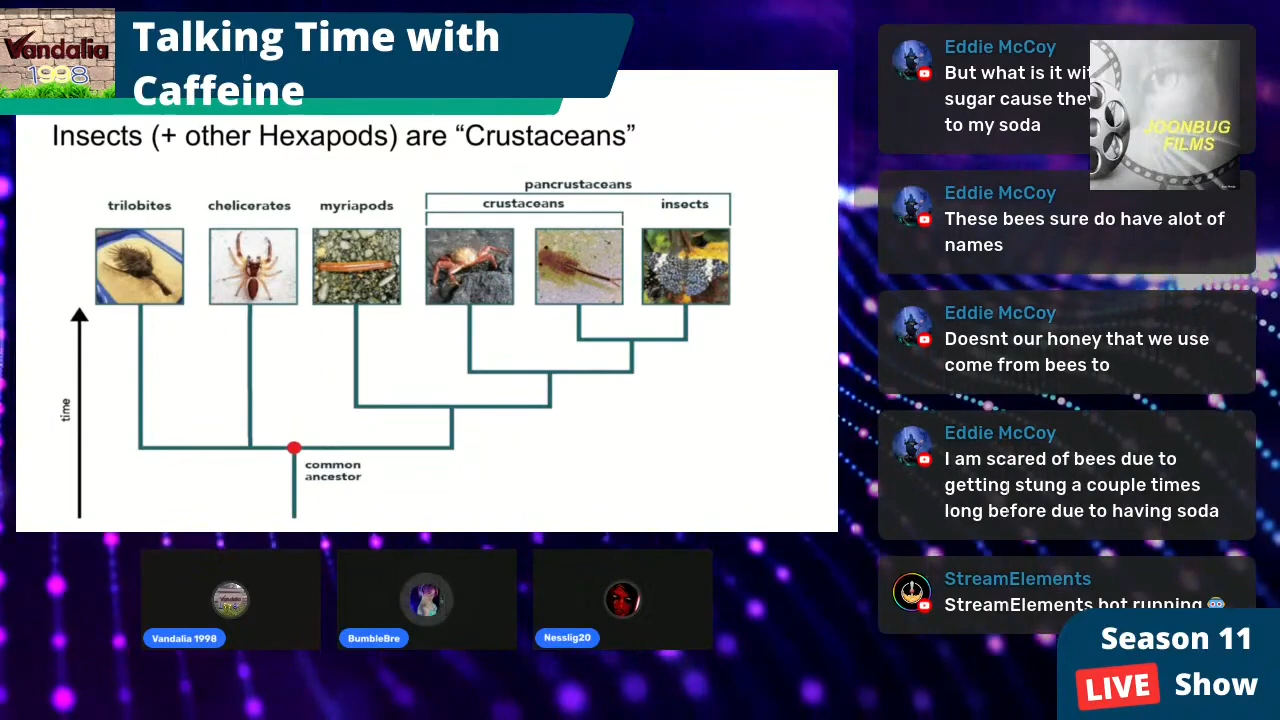 Vandalia
1998
Talking Time with
Caffeine
Insects (+ other Hexapods) are “Crustaceans”
pancrustaceans
trilobites
chelicerates
myriapods
crustaceans
insects
time
common
ancestor
Vandalia 1998
BumbleBre
Nesslig20
Eddie McCoy
But what is it
sugar cause they
to my soda
JOONBUG
FILMS
Eddie McCoy
These bees sure do have alot of
names
Eddie McCoy
Doesnt our honey that we use
come from bees to
Eddie McCoy
I am scared of bees due to
getting stung a couple times
long before due to having soda
StreamElements
StreamElements bot running
Season 11
LIVE Show